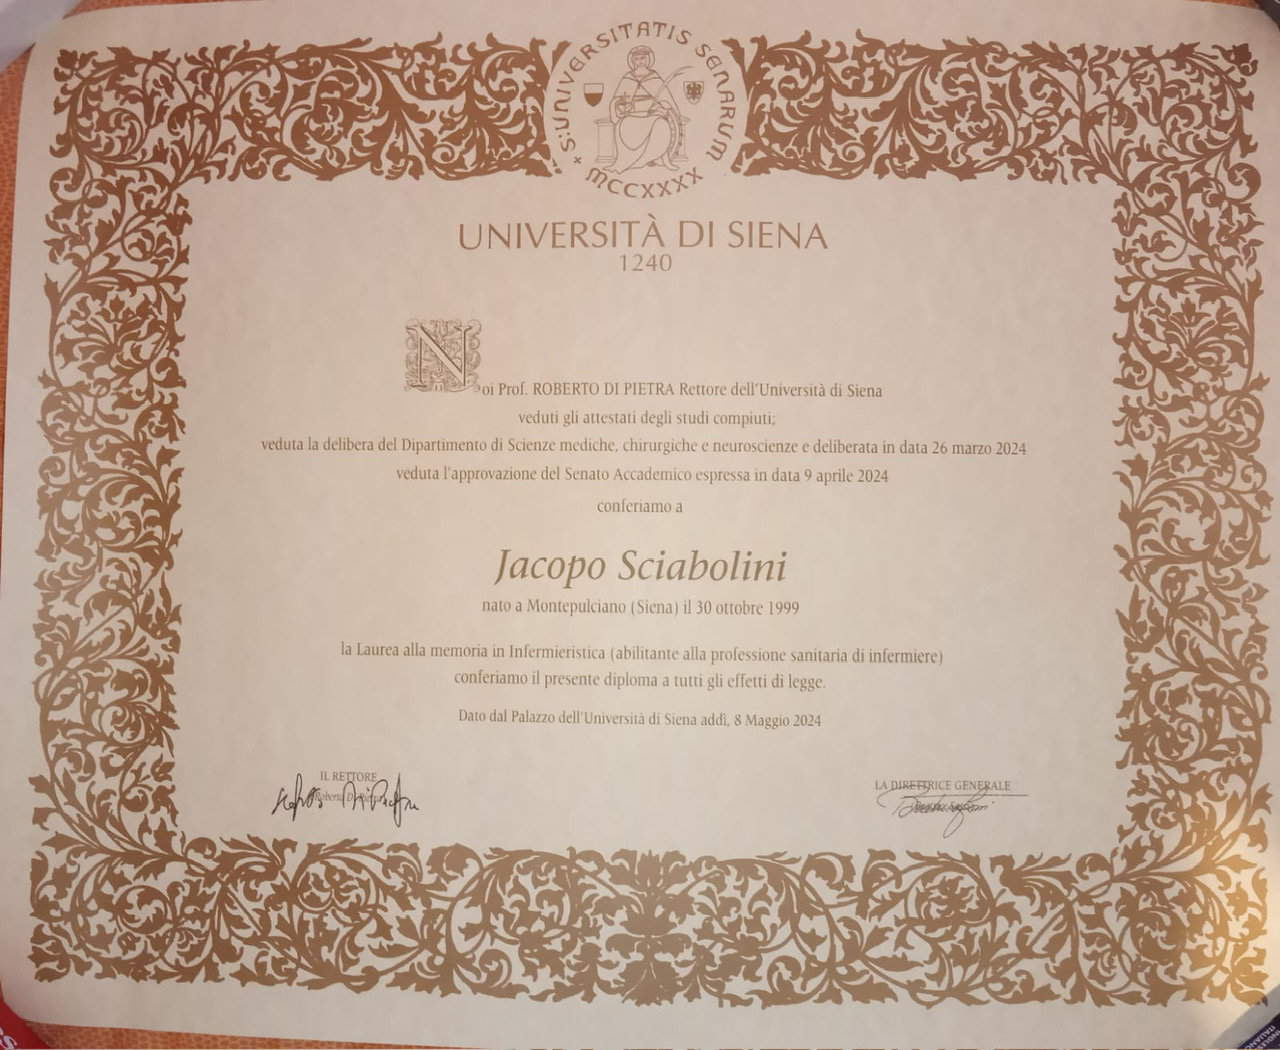 S:UNIVERSITATIS SENARUM
MCCXXXX
UNIVERSITÀ DI SIENA
1240
Noi Prof. ROBERTO DI PIETRA Rettore dell'Università di Siena
veduti gli attestati degli studi compiuti;
veduta la delibera del Dipartimento di Scienze mediche, chirurgiche e neuroscienze e deliberata in data 26 marzo 2024
veduta l'approvazione del Senato Accademico espressa in data 9 aprile 2024
conferiamo a
Jacopo Sciabolini
nato a Montepulciano (Siena) il 30 ottobre 1999
la Laurea alla memoria in Infermieristica (abilitante alla professione sanitaria di infermiere)
conferiamo il presente diploma a tutti gli effetti di legge.
Dato dal Palazzo dell'Università di Siena addì, 8 Maggio 2024
IL RETTORE
Roberto Di Pietra
LA DIRETTRICE GENERALE